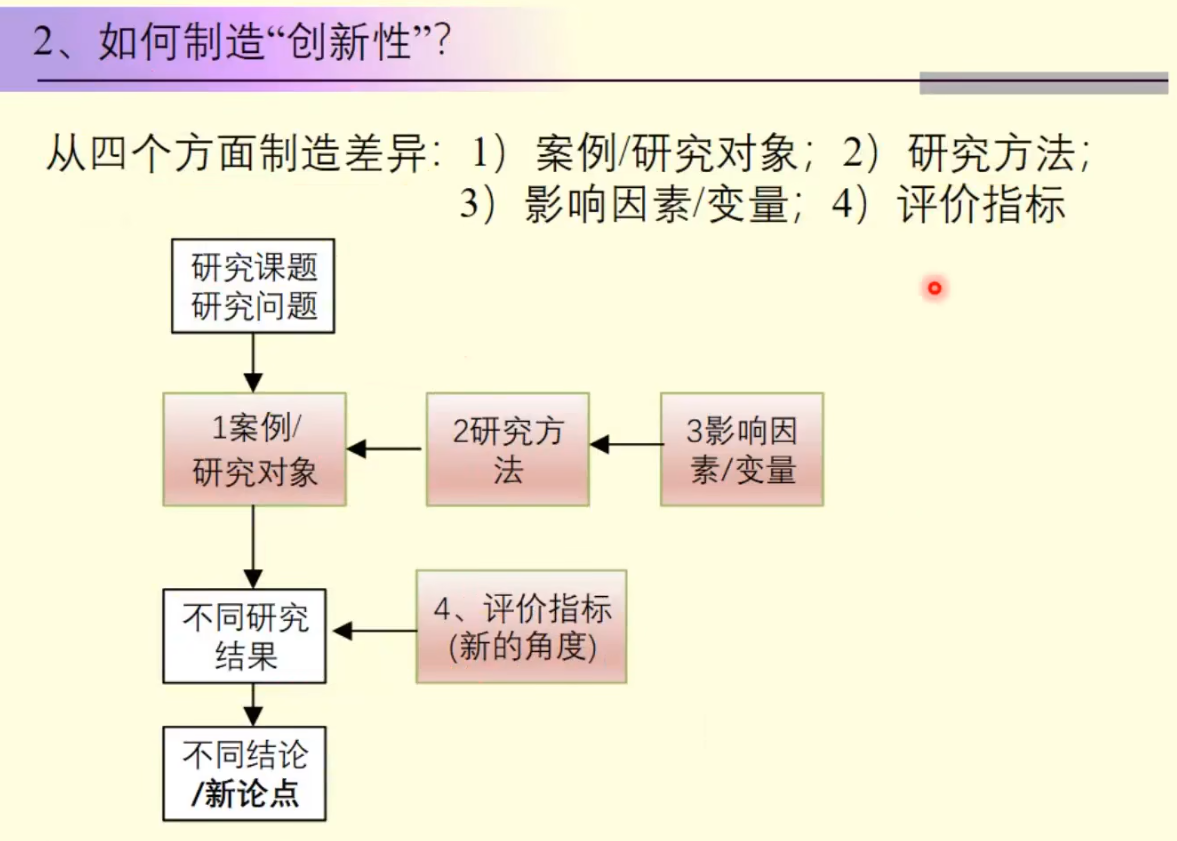 2、如何制造“创新性”？
从四个方面制造差异：1）案例/研究对象；2）研究方法；
3）影响因素/变量；4）评价指标
研究课题
研究问题
1案例/
研究对象
2研究方
法
3影响因
素/变量
不同研究
结果
4、评价指标
(新的角度)
不同结论
/新论点